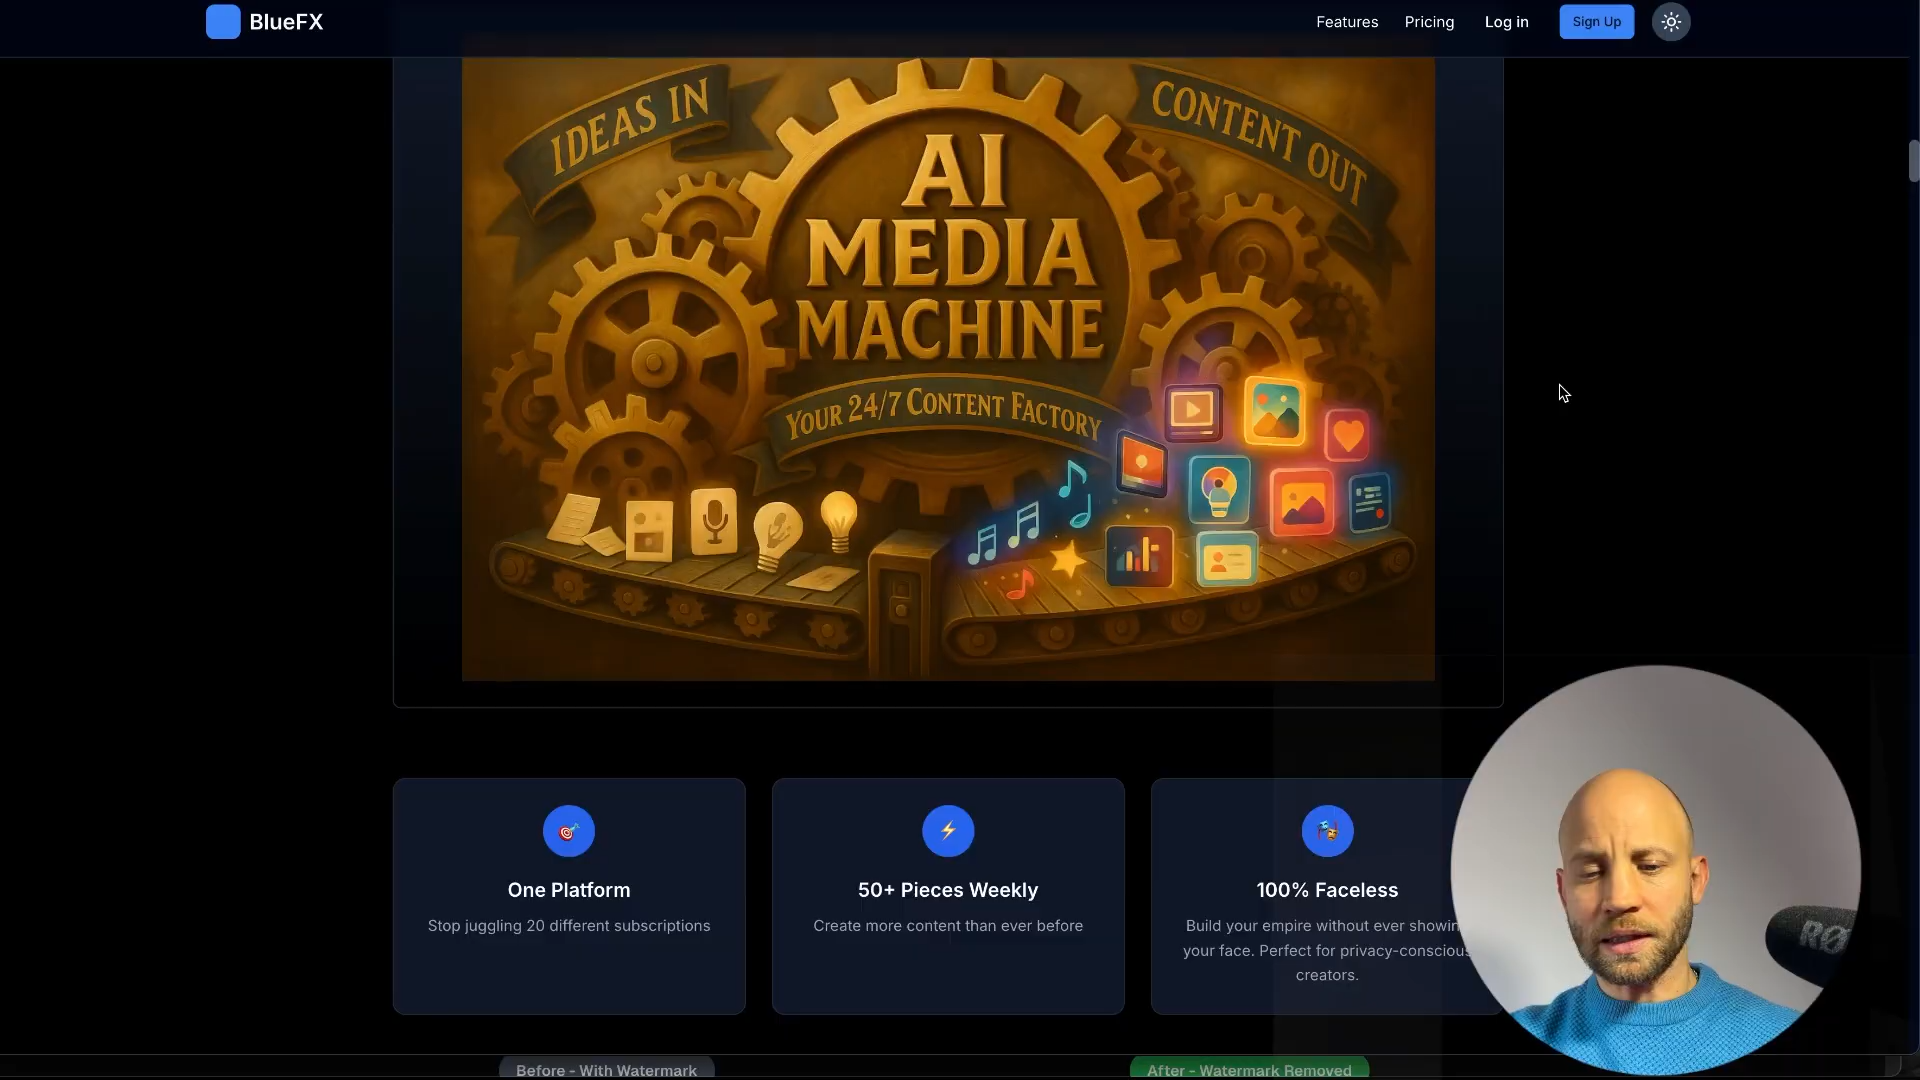 BlueFX
Features
Pricing
Log in
Sign Up
IDEAS IN
CONTENT OUT
AI
MEDIA
MACHINE
YOUR 24/7 CONTENT FACTORY
One Platform
Stop juggling 20 different subscriptions
50+ Pieces Weekly
Create more content than ever before
100% Faceless
Build your empire without ever
your face. Perfect for privacy-conscious
creators.
Before - With Watermark
After - Watermark Removed